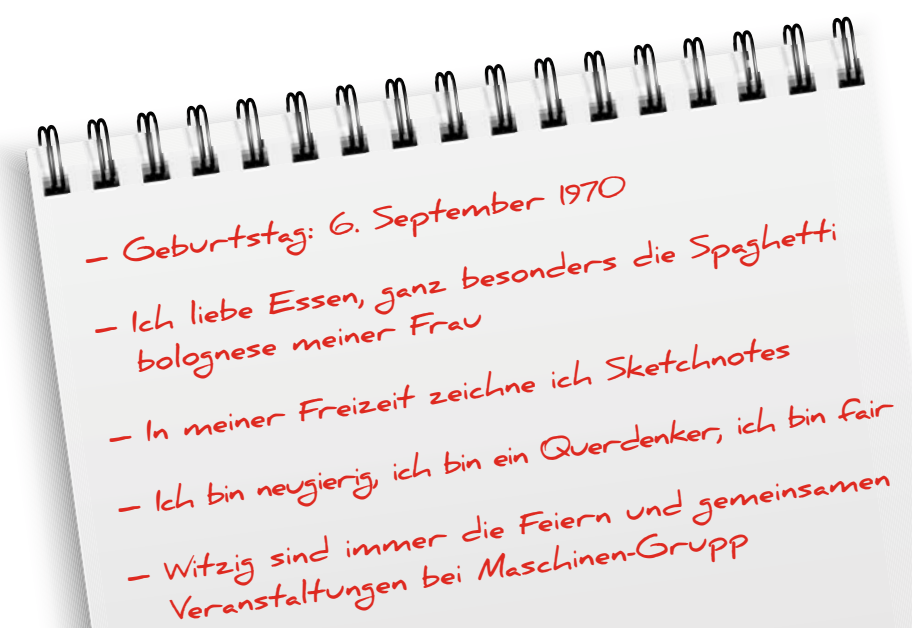 - Geburtstag: 6. September 1970
- Ich liebe Essen, ganz besonders die Spaghetti
bolognese meiner Frau
- In meiner Freizeit zeichne ich Sketchnotes
- Ich bin neugierig, ich bin ein Querdenker, ich bin fair
- Witzig sind immer die Feiern und gemeinsamen
Veranstaltungen bei Maschinen-Grupp